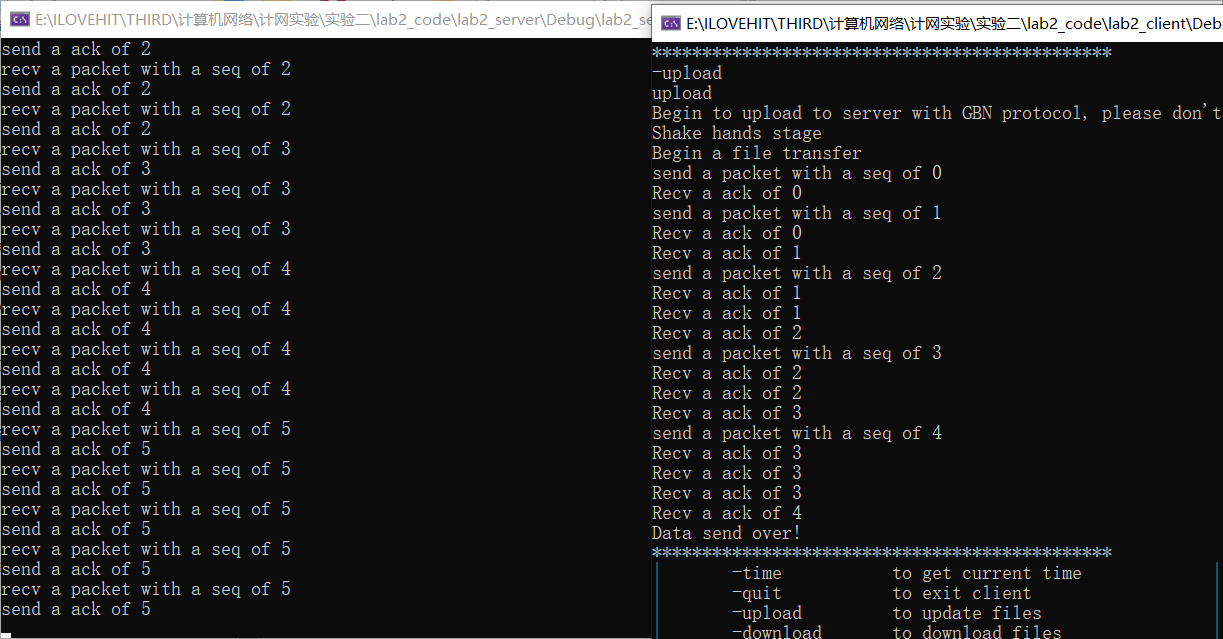 E:\ILOVEHIT\THIRD\计算机网络\计网实验\实验二\lab2_code\lab2_server\Debug\lab2_se
send a ack of 2
recv a packet with a seq of 2
send a ack of 2
recv a packet with a seq of 2
send a ack of 2
recv a packet with a seq of 3
send a ack of 3
recv a packet with a seq of 3
send a ack of 3
recv a packet with a seq of 3
send a ack of 3
recv a packet with a seq of 4
send a ack of 4
recv a packet with a seq of 4
send a ack of 4
recv a packet with a seq of 4
send a ack of 4
recv a packet with a seq of 4
send a ack of 4
recv a packet with a seq of 5
send a ack of 5
recv a packet with a seq of 5
send a ack of 5
recv a packet with a seq of 5
send a ack of 5
recv a packet with a seq of 5
send a ack of 5
recv a packet with a seq of 5
send a ack of 5
E:\ILOVEHIT\THIRD\计算机网络\计网实验\实验二\lab2_code\lab2_client\Deb
**********************************************
-upload
upload
Begin to upload to server with GBN protocol, please don't
Shake hands stage
Begin a file transfer
send a packet with a seq of 0
Recv a ack of 0
send a packet with a seq of 1
Recv a ack of 0
Recv a ack of 1
send a packet with a seq of 2
Recv a ack of 1
Recv a ack of 1
Recv a ack of 2
send a packet with a seq of 3
Recv a ack of 2
Recv a ack of 2
Recv a ack of 3
send a packet with a seq of 4
Recv a ack of 3
Recv a ack of 3
Recv a ack of 3
Recv a ack of 4
Data send over!
**********************************************
-time to get current time
-quit to exit client
-upload to update files
-download to download files